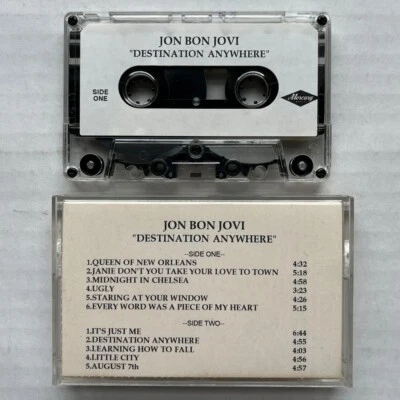 JON BON JOVI
"DESTINATION ANYWHERE"
SIDE
ONE
Mercury
JON BON JOVI
"DESTINATION ANYWHERE"
--SIDE ONE--
1.QUEEN OF NEW ORLEANS 4:32
2.JANIE DON'T YOU TAKE YOUR LOVE TO TOWN 5:18
3.MIDNIGHT IN CHELSEA 4:58
4.UGLY 3:23
5.STARING AT YOUR WINDOW 4:26
6.EVERY WORD WAS A PIECE OF MY HEART 5:15
--SIDE TWO--
1.IT'S JUST ME 6:44
2.DESTINATION ANYWHERE 4:55
3.LEARNING HOW TO FALL 4:03
4.LITTLE CITY 4:56
5.AUGUST 7th 4:57